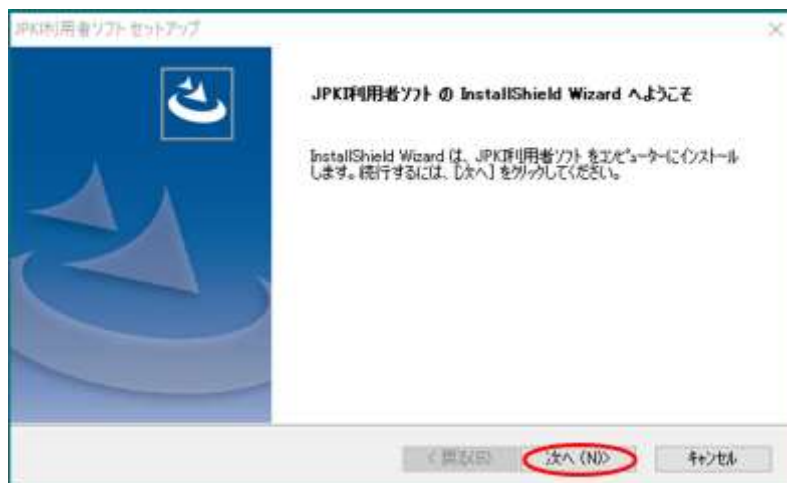 JPKI利用者ソフト セットアップ
JPKI利用者ソフト の InstallShield Wizard へようこそ
InstallShield Wizard は、JPKI利用者ソフト をコンピューターにインストール
します。続行するには、[次へ] をクリックしてください。
< 戻る(B)
次へ (N)>
キャンセル